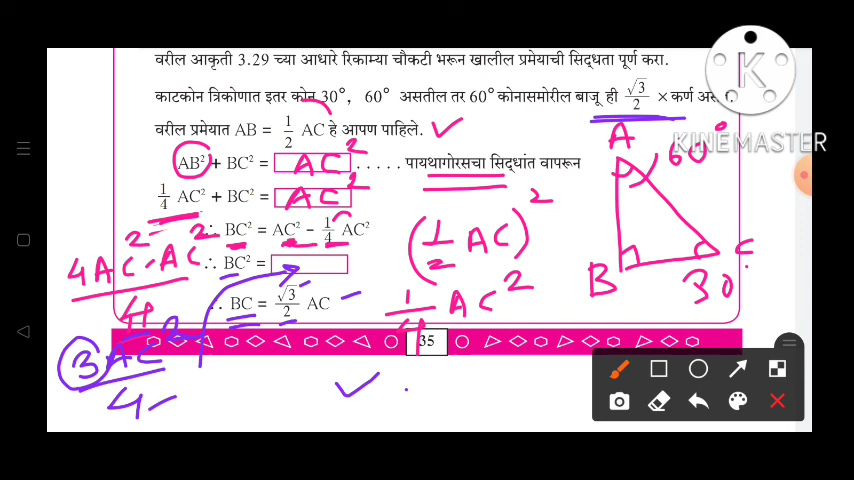 वरील आकृती 3.29 च्या आधारे रिकाम्या चौकटी भरून खालील प्रमेयाची सिद्धता पूर्ण करा.
काटकोन त्रिकोणात इतर कोन 30°, 60° असतील तर 60° कोनासमोरील बाजू ही √3/2 × कर्ण अस
वरील प्रमेयात AB = 1/2 AC हे आपण पाहिले.
AB² + BC² = AC² ..... पायथागोरसचा सिद्धांत वापरून
1/4 AC² + BC² = AC²
∴ BC² = AC² - 1/4 AC²
∴ BC² =
∴ BC = √3/2 AC
(1/2 AC)²
1/4 AC²
4AC² - AC²
4
3AC²
4
A
60°
B
30
C
K
KINEMASTER
35